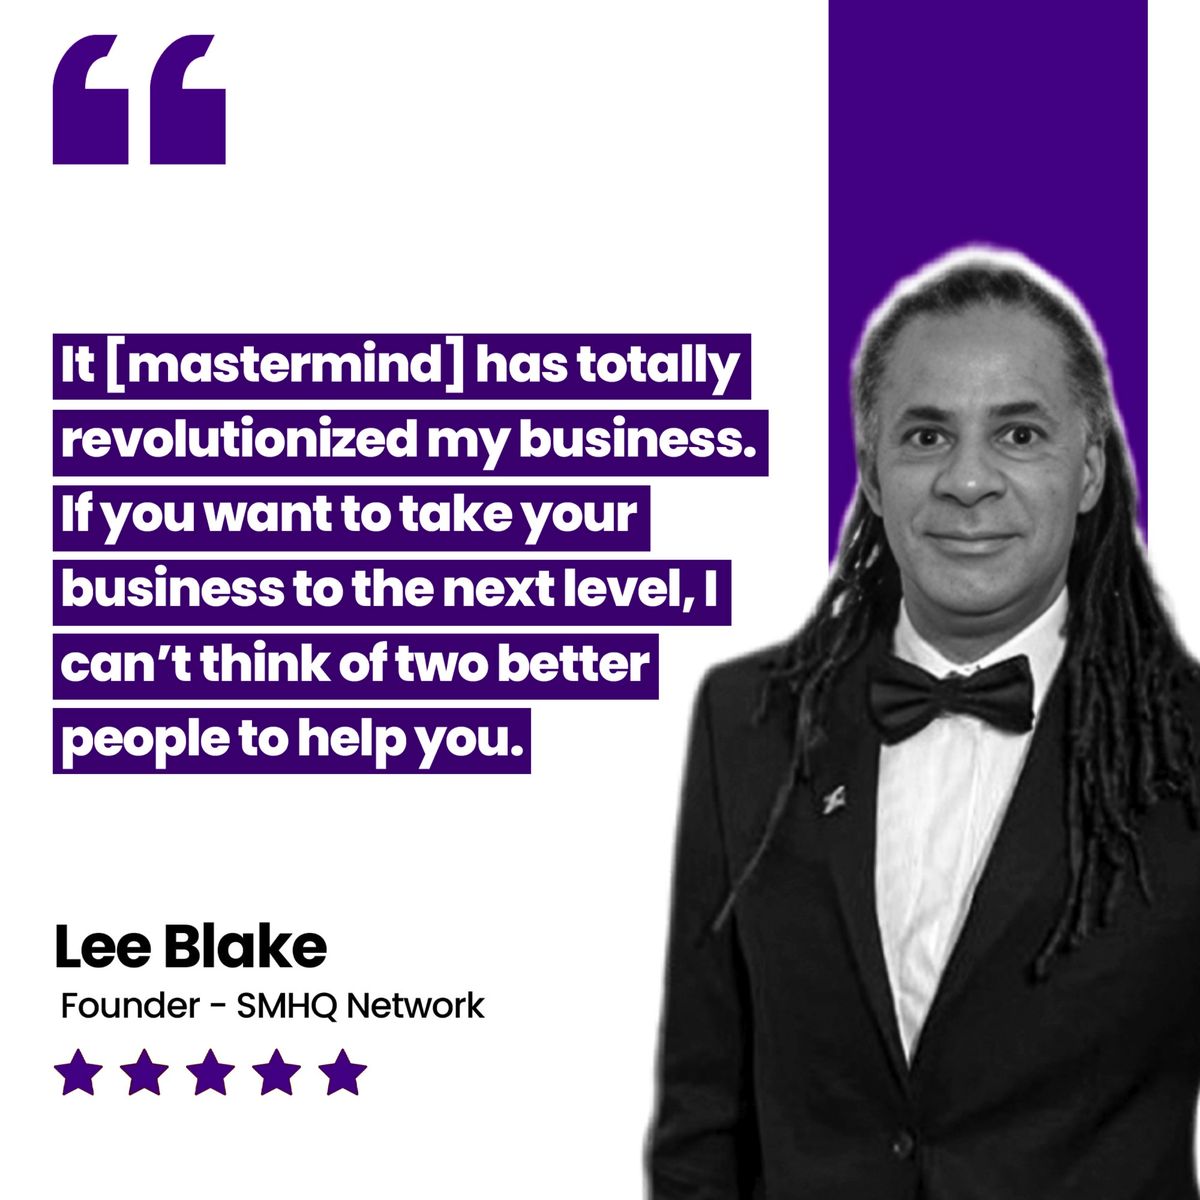 “
It [mastermind] has totally
revolutionized my business.
If you want to take your
business to the next level, I
can’t think of two better
people to help you.
Lee Blake
Founder - SMHQ Network